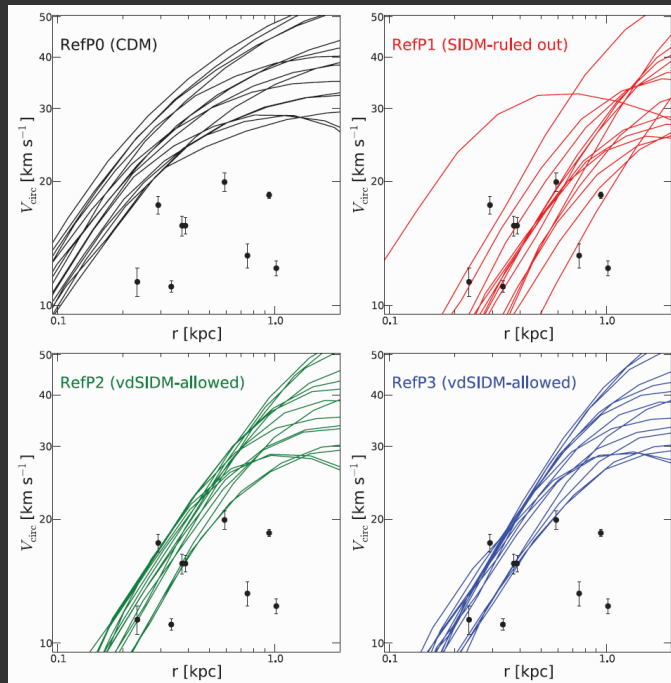 50
RefP0 (CDM)
40
30
20
10
V_circ [km s⁻¹]
0.1
1.0
r [kpc]
50
RefP1 (SIDM-ruled out)
40
30
20
10
V_circ [km s⁻¹]
0.1
1.0
r [kpc]
50
RefP2 (vdSIDM-allowed)
40
30
20
10
V_circ [km s⁻¹]
0.1
1.0
r [kpc]
50
RefP3 (vdSIDM-allowed)
40
30
20
10
V_circ [km s⁻¹]
0.1
1.0
r [kpc]